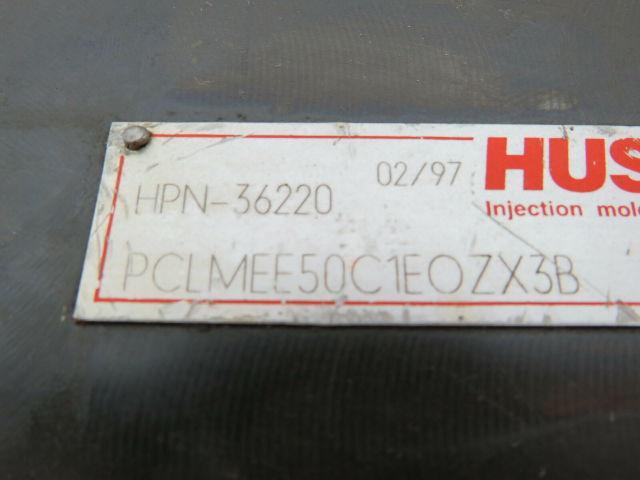 02/97 HUS
HPN-36220
Injection mol
PCLMEE50C1EOZX3B